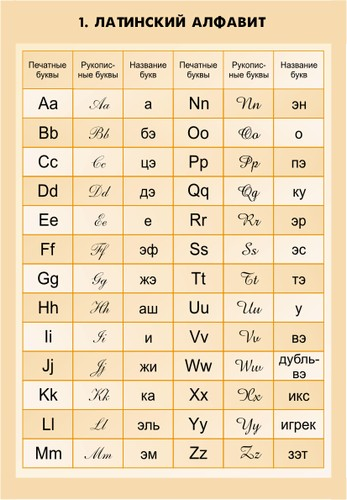 1. ЛАТИНСКИЙ АЛФАВИТ
Печатные буквы Рукопис-ные буквы Название букв Печатные буквы Рукопис-ные буквы Название букв
Aa Aa а Nn Nn эн
Bb Bb бэ Oo Oo о
Cc Cc цэ Pp Pp пэ
Dd Dd дэ Qq Qq ку
Ee Ee е Rr Rr эр
Ff Ff эф Ss Ss эс
Gg Gg жэ Tt Tt тэ
Hh Hh аш Uu Uu у
Ii Ii и Vv Vv вэ
Jj Jj жи Ww Ww дубль-вэ
Kk Kk ка Xx Xx икс
Ll Ll эль Yy Yy игрек
Mm Mm эм Zz Zz зэт